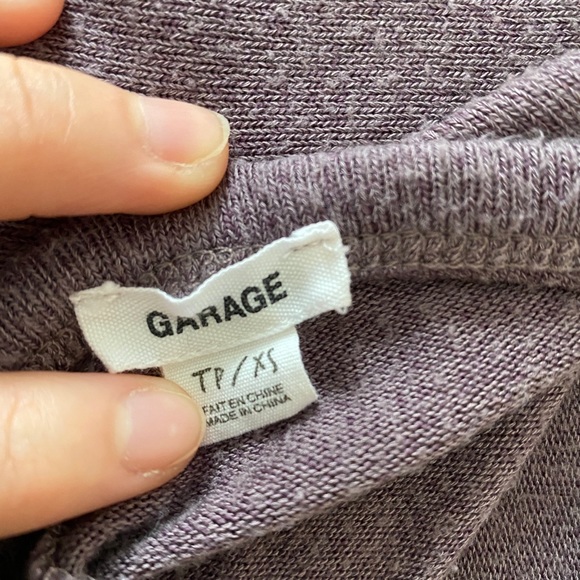 GARAGE
TP/XS
FAIT EN CHINE
MADE IN CHINA